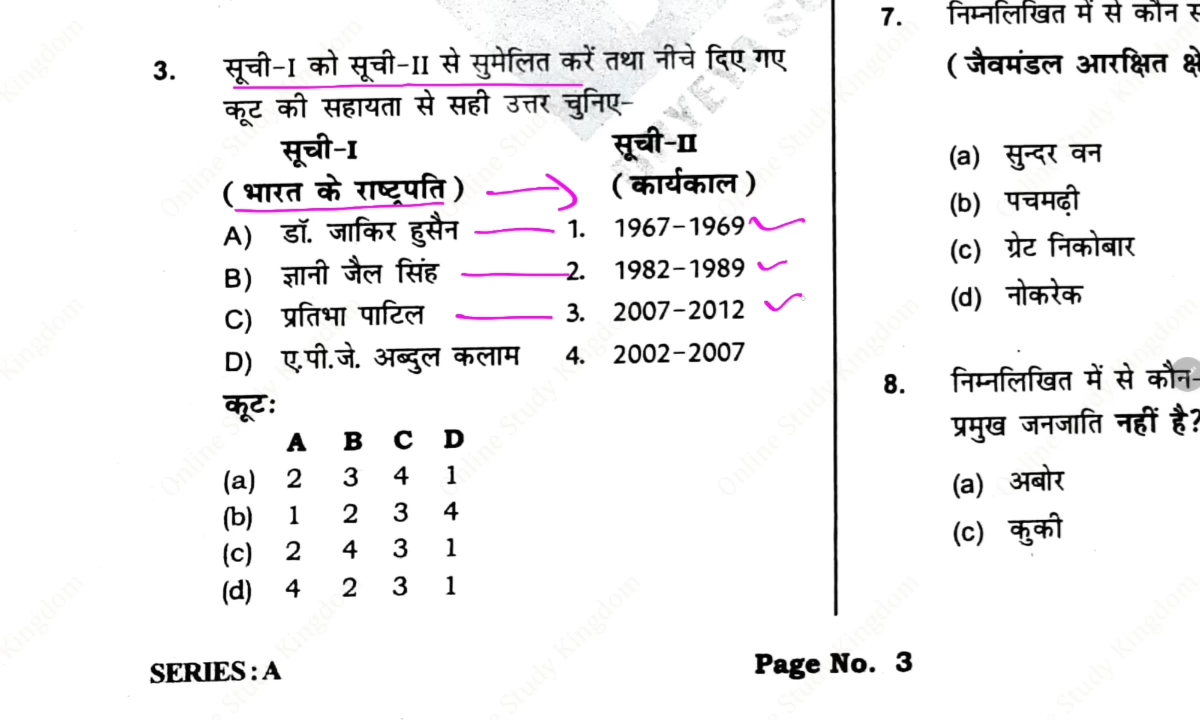 3. सूची-I को सूची-II से सुमेलित करें तथा नीचे दिए गए
कूट की सहायता से सही उत्तर चुनिए-
सूची-I सूची-II
(भारत के राष्ट्रपति) (कार्यकाल)
A) डॉ. जाकिर हुसैन 1. 1967-1969
B) ज्ञानी जैल सिंह 2. 1982-1989
C) प्रतिभा पाटिल 3. 2007-2012
D) ए.पी.जे. अब्दुल कलाम 4. 2002-2007
कूटः
A B C D
(a) 2 3 4 1
(b) 1 2 3 4
(c) 2 4 3 1
(d) 4 2 3 1
SERIES : A
Page No. 3
7. निम्नलिखित में से कौन
(जैवमंडल आरक्षित
(a) सुन्दर वन
(b) पचमढ़ी
(c) ग्रेट निकोबार
(d) नोकरेक
8. निम्नलिखित में से कौन-
प्रमुख जनजाति नहीं है?
(a) अबोर
(c) कुकी
Online Study Kingdom